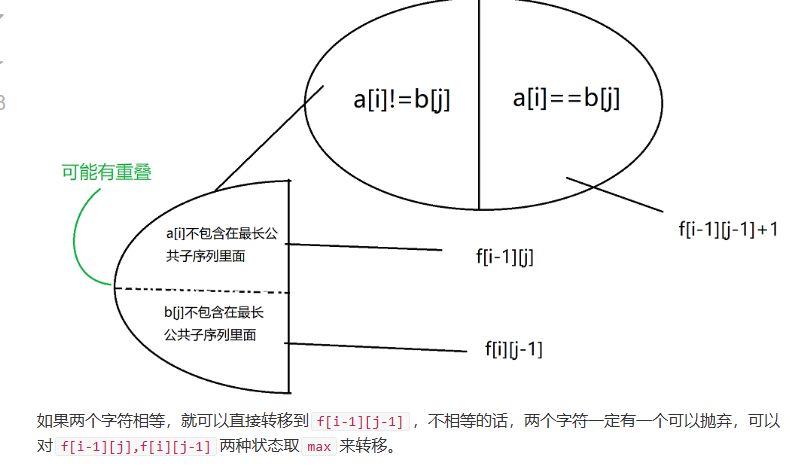 a[i]!=b[j]
a[i]==b[j]
可能有重叠
f[i-1][j-1]+1
a[i]不包含在最长公
共子序列里面
f[i-1][j]
b[j]不包含在最长
公共子序列里面
f[i][j-1]
如果两个字符相等，就可以直接转移到 f[i-1][j-1] ，不相等的话，两个字符一定有一个可以抛弃，可以
对 f[i-1][j],f[i][j-1] 两种状态取 max 来转移。